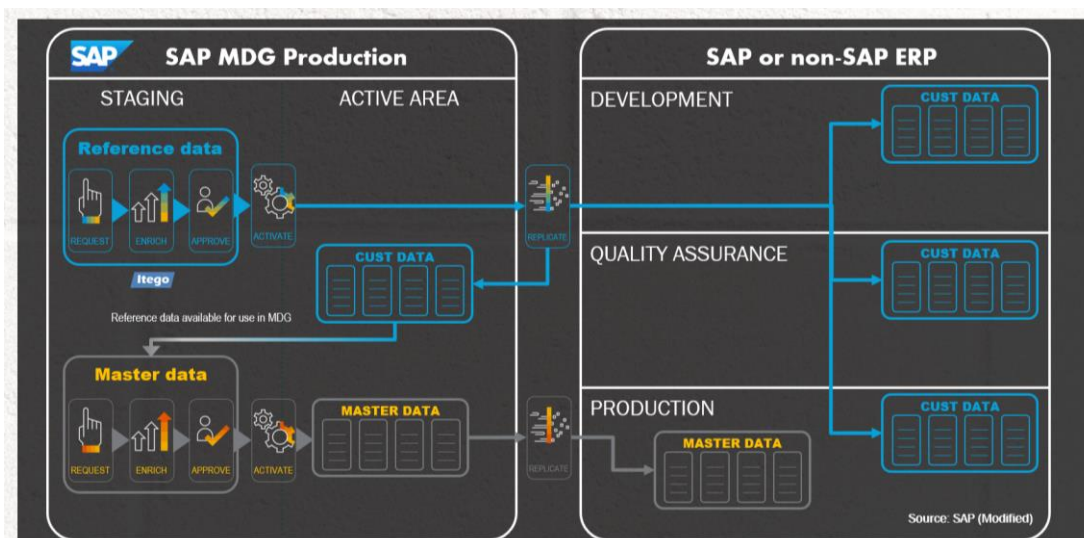 SAP
SAP MDG Production
SAP or non-SAP ERP
STAGING
ACTIVE AREA
DEVELOPMENT
CUST DATA
Reference data
REQUEST
ENRICH
APPROVE
ACTIVATE
REPLICATE
QUALITY ASSURANCE
CUST DATA
CUST DATA
Itego
Reference data available for use in MDG
Master data
REQUEST
ENRICH
APPROVE
ACTIVATE
MASTER DATA
REPLICATE
PRODUCTION
CUST DATA
MASTER DATA
Source: SAP (Modified)